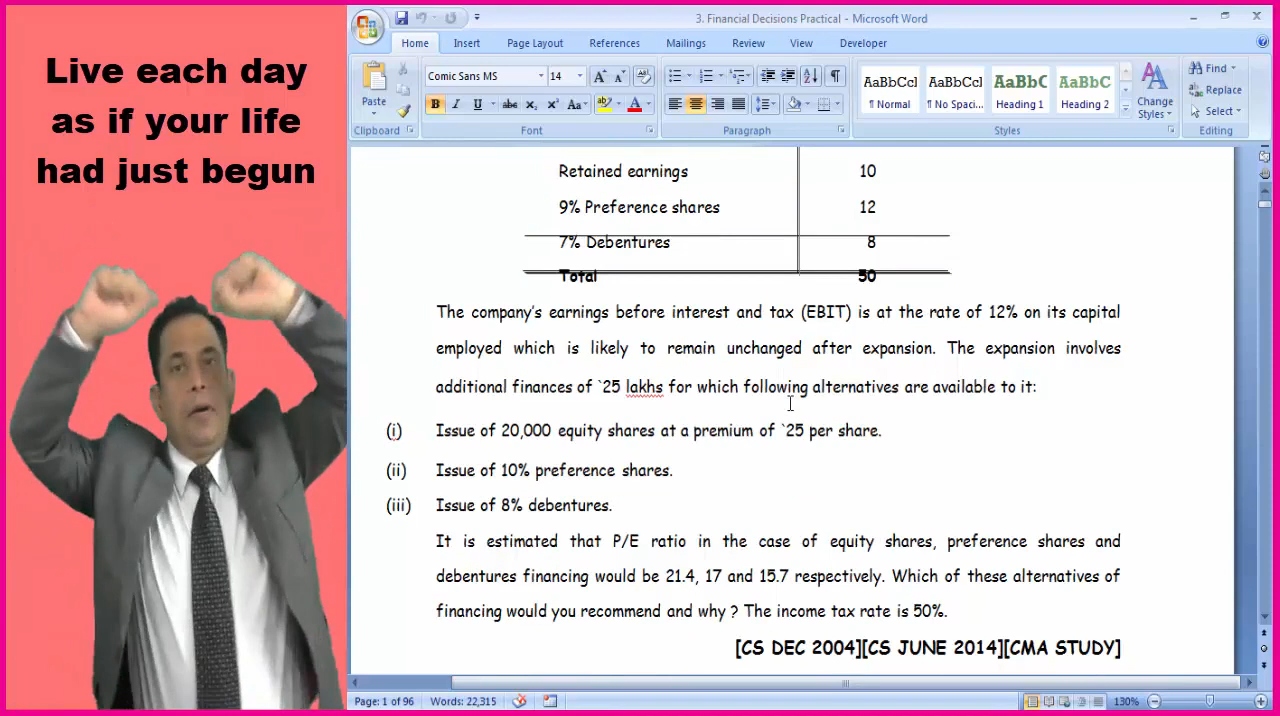 Live each day
as if your life
had just begun
3. Financial Decisions Practical - Microsoft Word
Home Insert Page Layout References Mailings Review View Developer
Comic Sans MS 14
AaBbCcI AaBbCcI AaBbC AaBbC
¶ Normal ¶ No Spaci... Heading 1 Heading 2
Paste
Change Styles
Find
Replace
Select
Clipboard Font Paragraph Styles Editing
Retained earnings 10
9% Preference shares 12
7% Debentures 8
Total 50
The company's earnings before interest and tax (EBIT) is at the rate of 12% on its capital
employed which is likely to remain unchanged after expansion. The expansion involves
additional finances of `25 lakhs for which following alternatives are available to it:
(i) Issue of 20,000 equity shares at a premium of `25 per share.
(ii) Issue of 10% preference shares.
(iii) Issue of 8% debentures.
It is estimated that P/E ratio in the case of equity shares, preference shares and
debentures financing would be 21.4, 17 and 15.7 respectively. Which of these alternatives of
financing would you recommend and why ? The income tax rate is 50%.
[CS DEC 2004][CS JUNE 2014][CMA STUDY]
Page: 1 of 96 Words: 22,315 130%